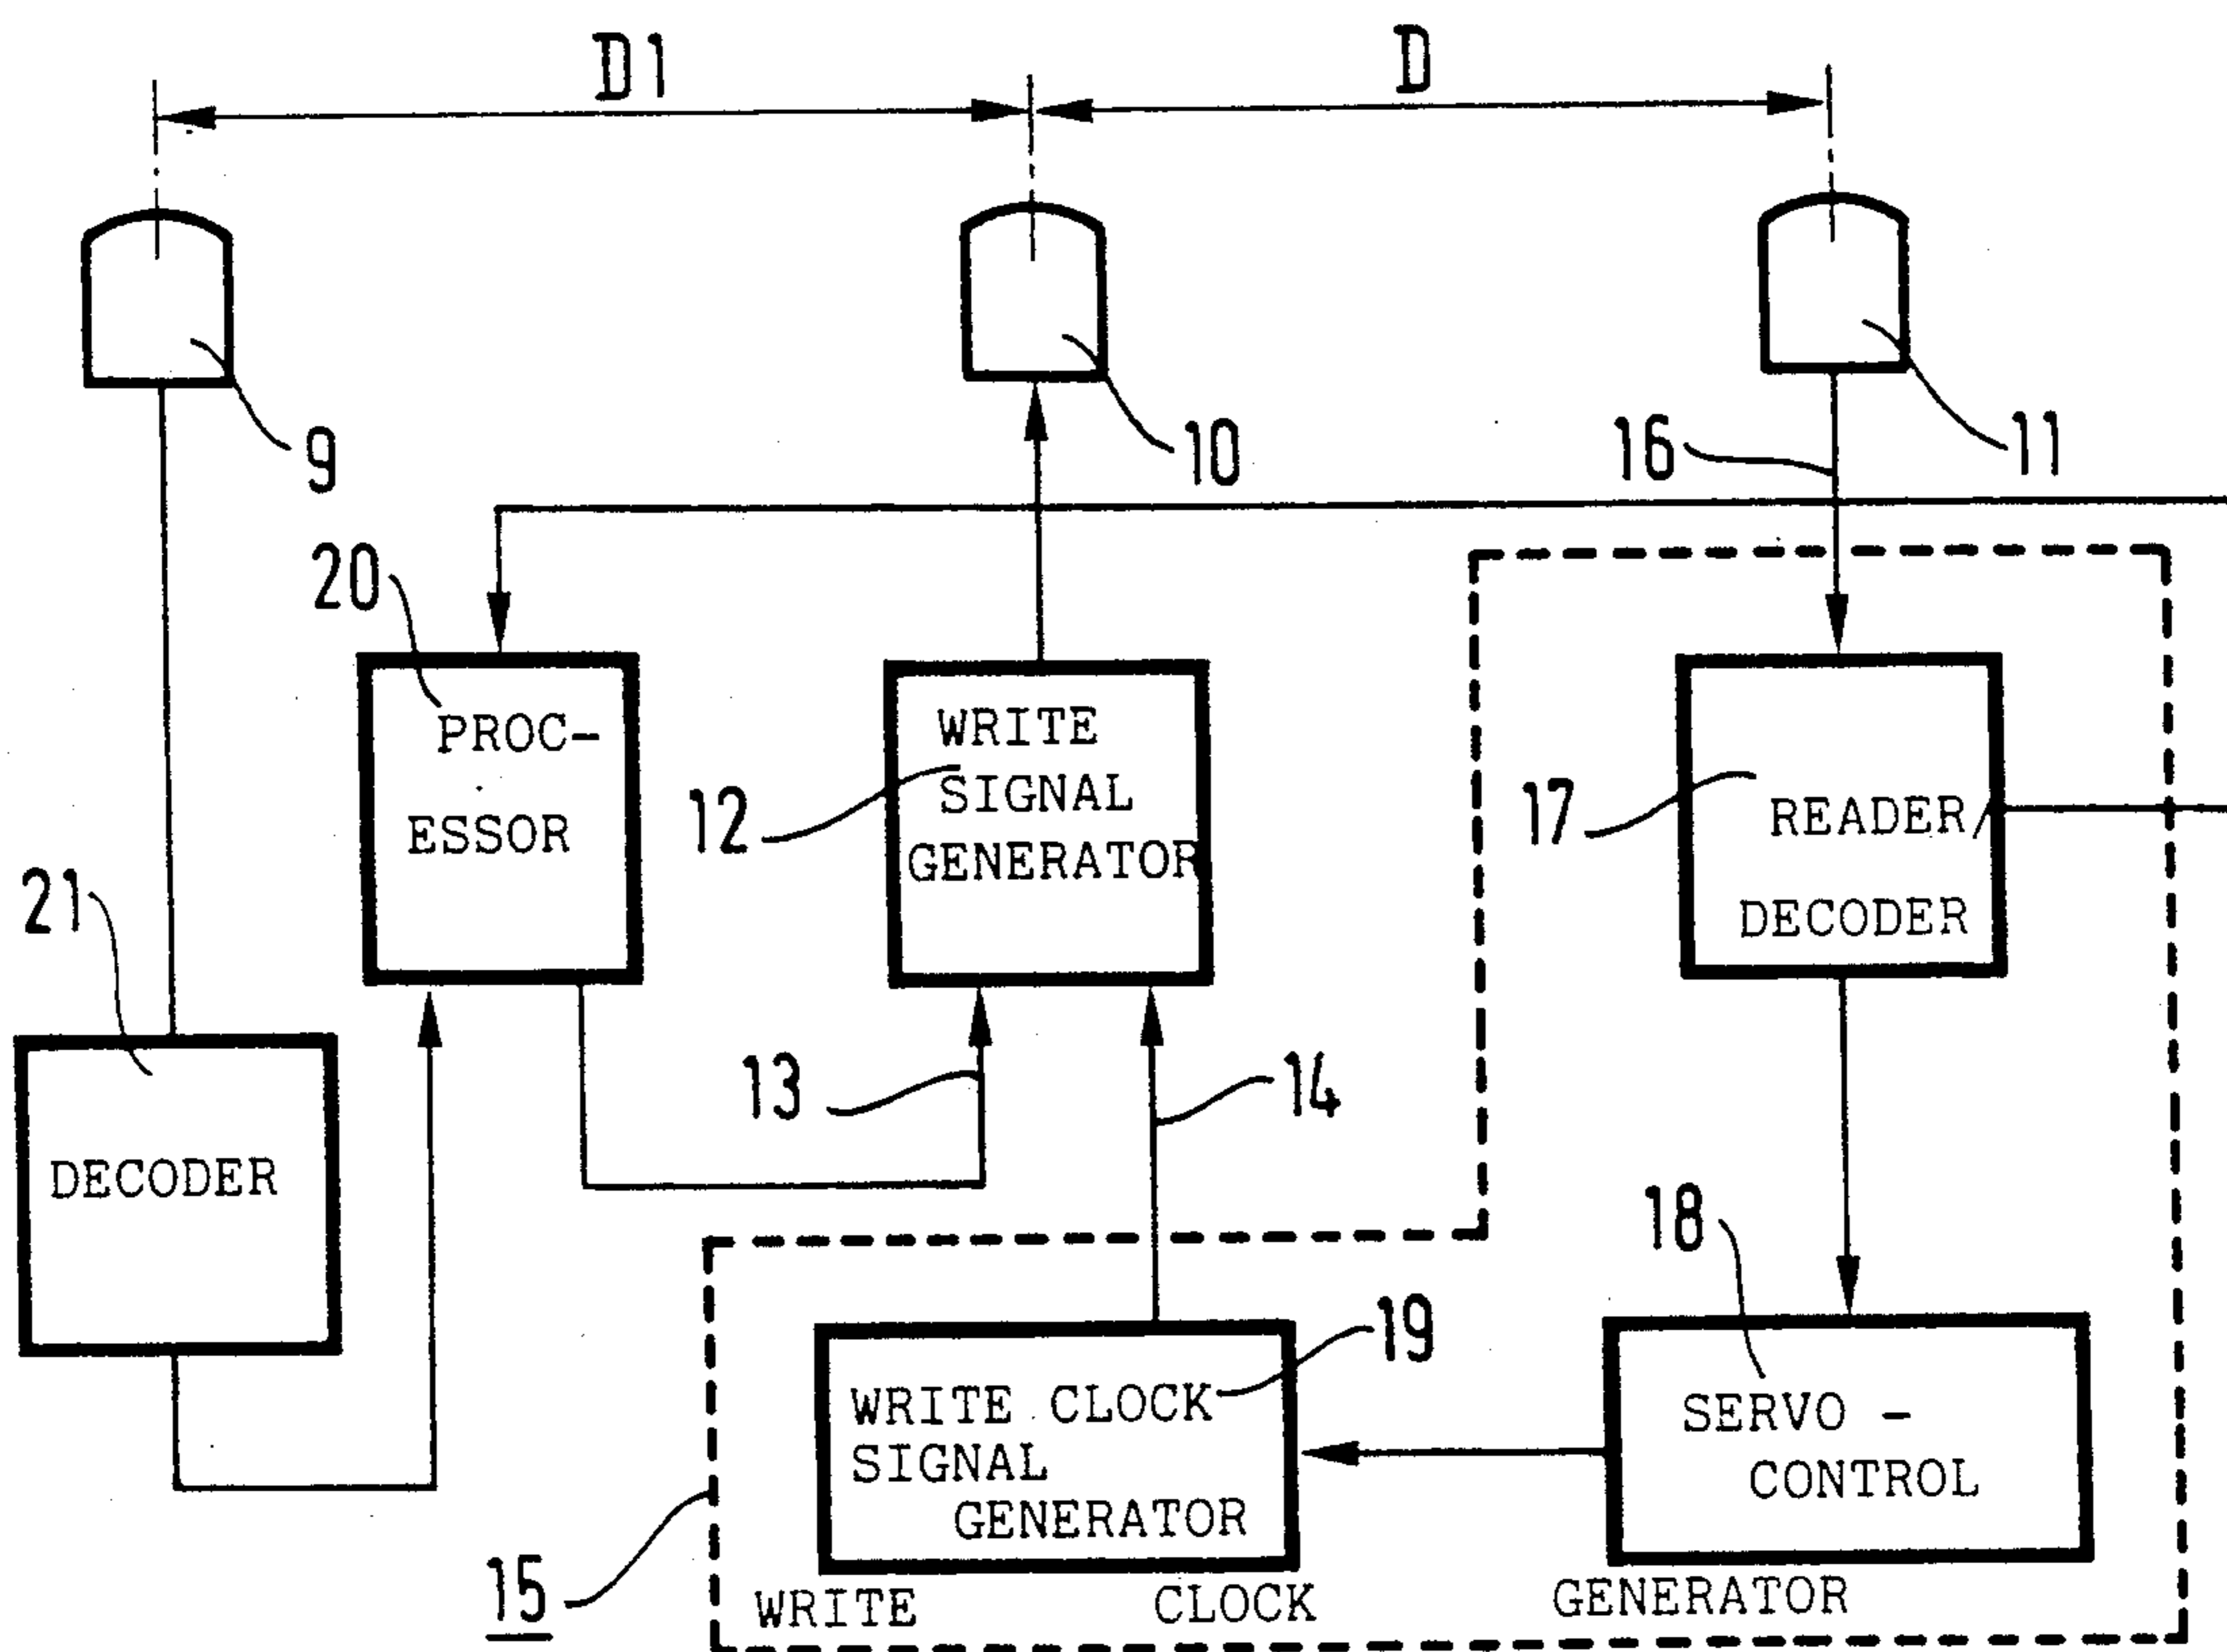 D1
D
9
10
16
11
20
PROC-
ESSOR
12
WRITE
SIGNAL
GENERATOR
17
READER/
DECODER
21
DECODER
13
14
18
SERVO -
CONTROL
19
WRITE CLOCK
SIGNAL
GENERATOR
15
WRITE CLOCK GENERATOR